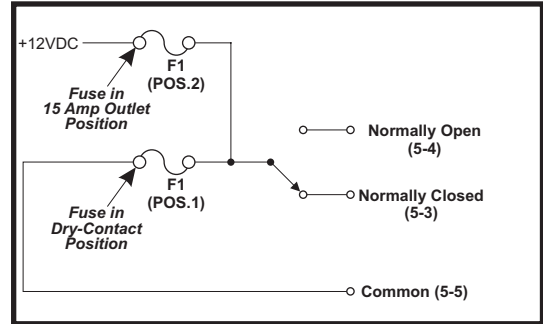 +12VDC
F1
(POS.2)
Fuse in
15 Amp Outlet
Position
Normally Open
(5-4)
F1
(POS.1)
Normally Closed
(5-3)
Fuse in
Dry-Contact
Position
Common (5-5)